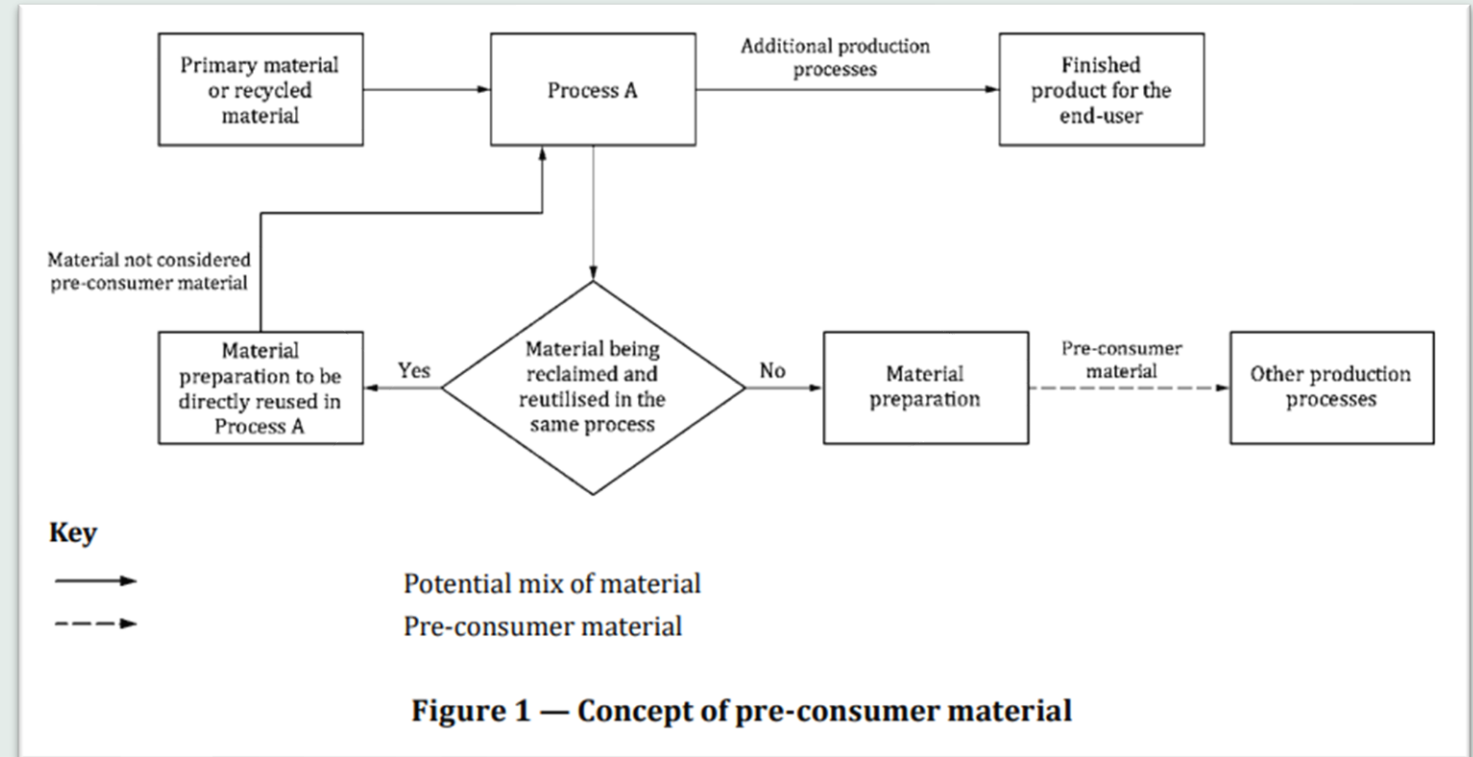 Primary material
or recycled
material
Process A
Additional production
processes
Finished
product for the
end-user
Material not considered
pre-consumer material
Material
preparation to be
directly reused in
Process A
Yes
Material being
reclaimed and
reutilised in the
same process
No
Material
preparation
Pre-consumer
material
Other production
processes
Key
Potential mix of material
Pre-consumer material
Figure 1 — Concept of pre-consumer material